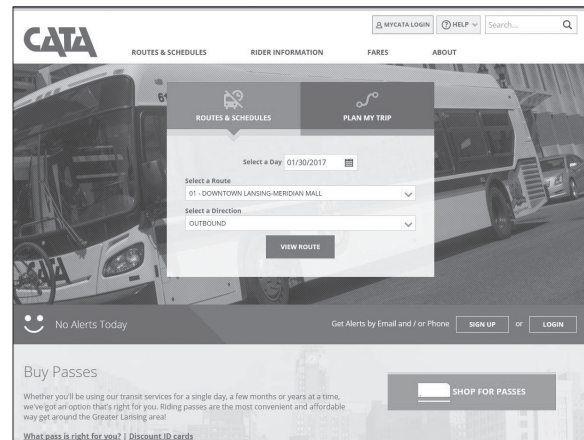 MYCATA LOGIN
HELP
Search...
CATA
ROUTES & SCHEDULES
RIDER INFORMATION
FARES
ABOUT
ROUTES & SCHEDULES
PLAN MY TRIP
Select a Day 01/30/2017
Select a Route
01 - DOWNTOWN LANSING-MERIDIAN MALL
Select a Direction
OUTBOUND
VIEW ROUTE
CATA
No Alerts Today
Get Alerts by Email and / or Phone
SIGN UP
or
LOGIN
Buy Passes
Whether you'll be using our transit services for a single day, a few months or years at a time,
we've got an option that's right for you. Riding passes are the most convenient and affordable
way get around the Greater Lansing area!
What pass is right for you? | Discount ID cards
SHOP FOR PASSES